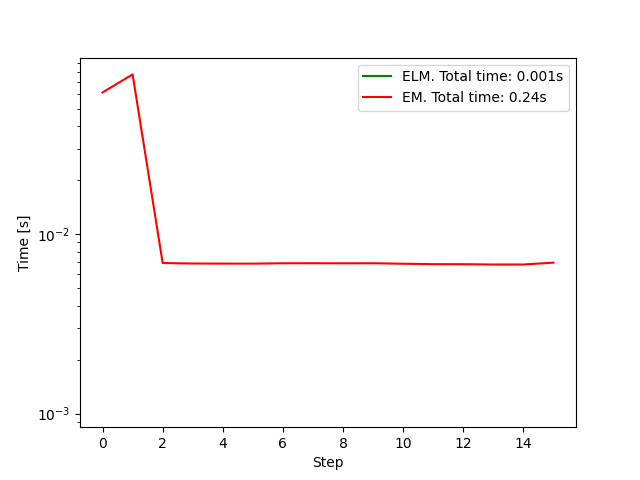 ELM. Total time: 0.001s
EM. Total time: 0.24s
Time [s]
10⁻²
10⁻³
0 2 4 6 8 10 12 14
Step